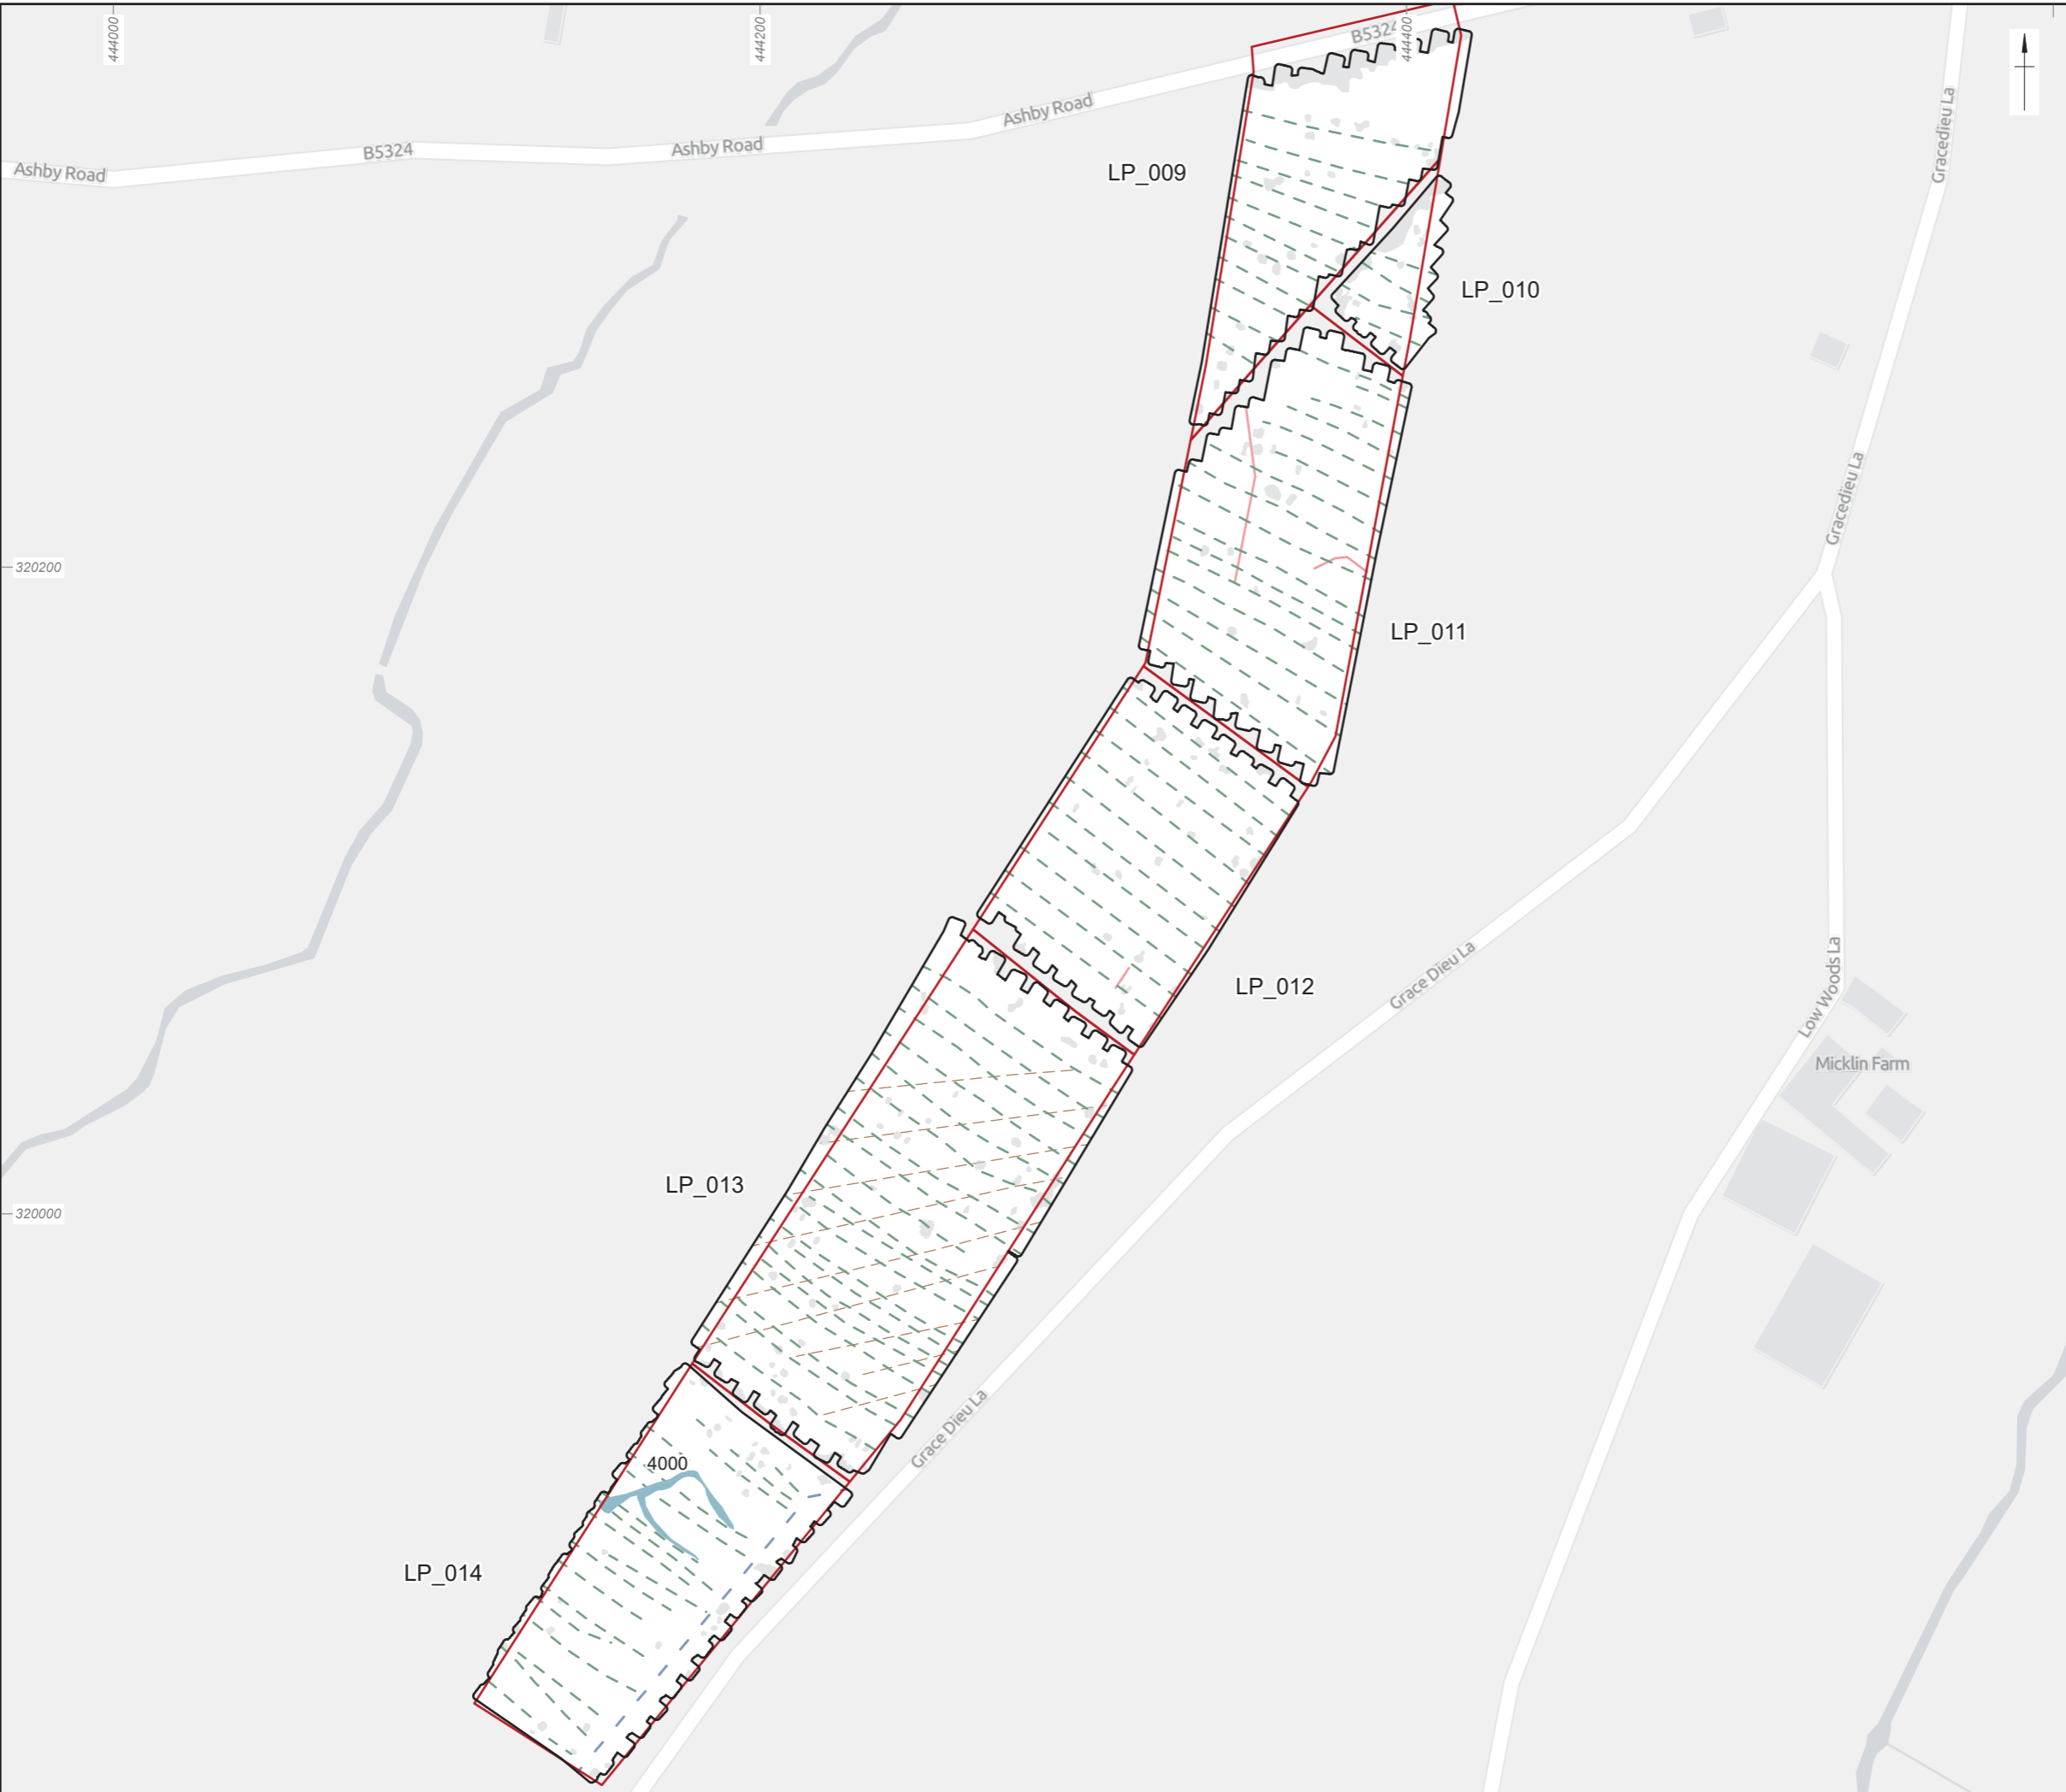 444000
444200
444400
B5324
Ashby Road
Gracedieu La
B5324
Ashby Road
Ashby Road
LP_009
LP_010
Gracedieu La
320200
LP_011
LP_012
Grace Dieu La
Low Woods La
Micklin Farm
LP_013
320000
Grace Dieu La
4000
LP_014